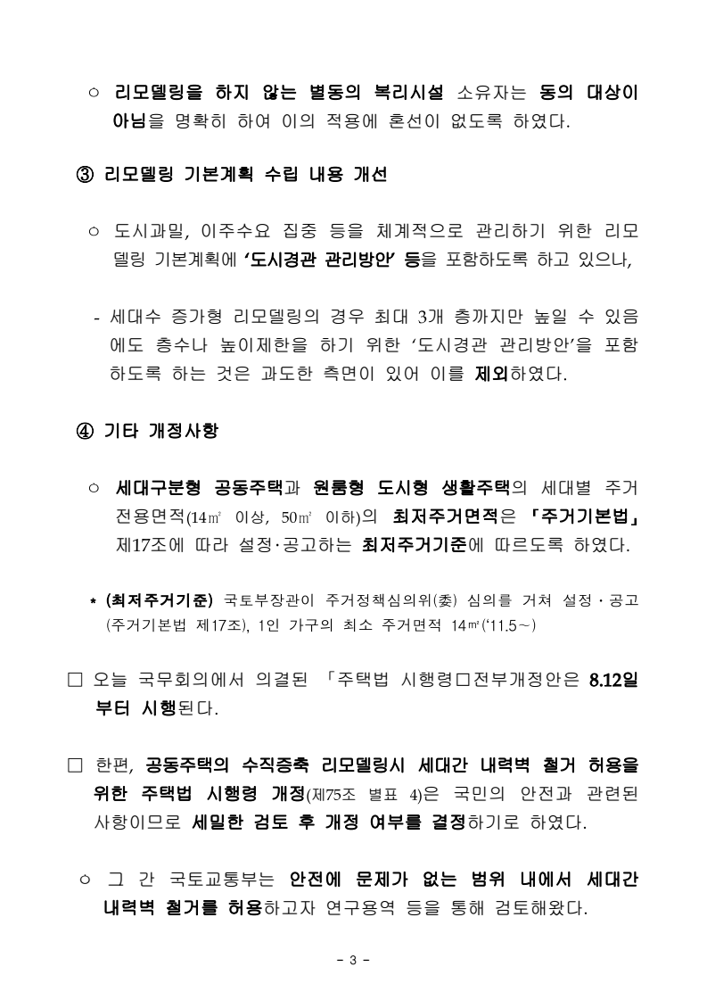 ○ 리모델링을 하지 않는 별동의 복리시설 소유자는 동의 대상이
아님을 명확히 하여 이의 적용에 혼선이 없도록 하였다.
③ 리모델링 기본계획 수립 내용 개선
○ 도시과밀, 이주수요 집중 등을 체계적으로 관리하기 위한 리모
델링 기본계획에 ‘도시경관 관리방안’ 등을 포함하도록 하고 있으나,
- 세대수 증가형 리모델링의 경우 최대 3개 층까지만 높일 수 있음
에도 층수나 높이제한을 하기 위한 ‘도시경관 관리방안’을 포함
하도록 하는 것은 과도한 측면이 있어 이를 제외하였다.
④ 기타 개정사항
○ 세대구분형 공동주택과 원룸형 도시형 생활주택의 세대별 주거
전용면적(14㎡ 이상, 50㎡ 이하)의 최저주거면적은 「주거기본법」
제17조에 따라 설정·공고하는 최저주거기준에 따르도록 하였다.
* (최저주거기준) 국토부장관이 주거정책심의위(委) 심의를 거쳐 설정·공고
(주거기본법 제17조), 1인 가구의 최소 주거면적 14㎡(‘11.5∼)
□ 오늘 국무회의에서 의결된 「주택법 시행령□전부개정안은 8.12일
부터 시행된다.
□ 한편, 공동주택의 수직증축 리모델링시 세대간 내력벽 철거 허용을
위한 주택법 시행령 개정(제75조 별표 4)은 국민의 안전과 관련된
사항이므로 세밀한 검토 후 개정 여부를 결정하기로 하였다.
○ 그 간 국토교통부는 안전에 문제가 없는 범위 내에서 세대간
내력벽 철거를 허용하고자 연구용역 등을 통해 검토해왔다.
- 3 -